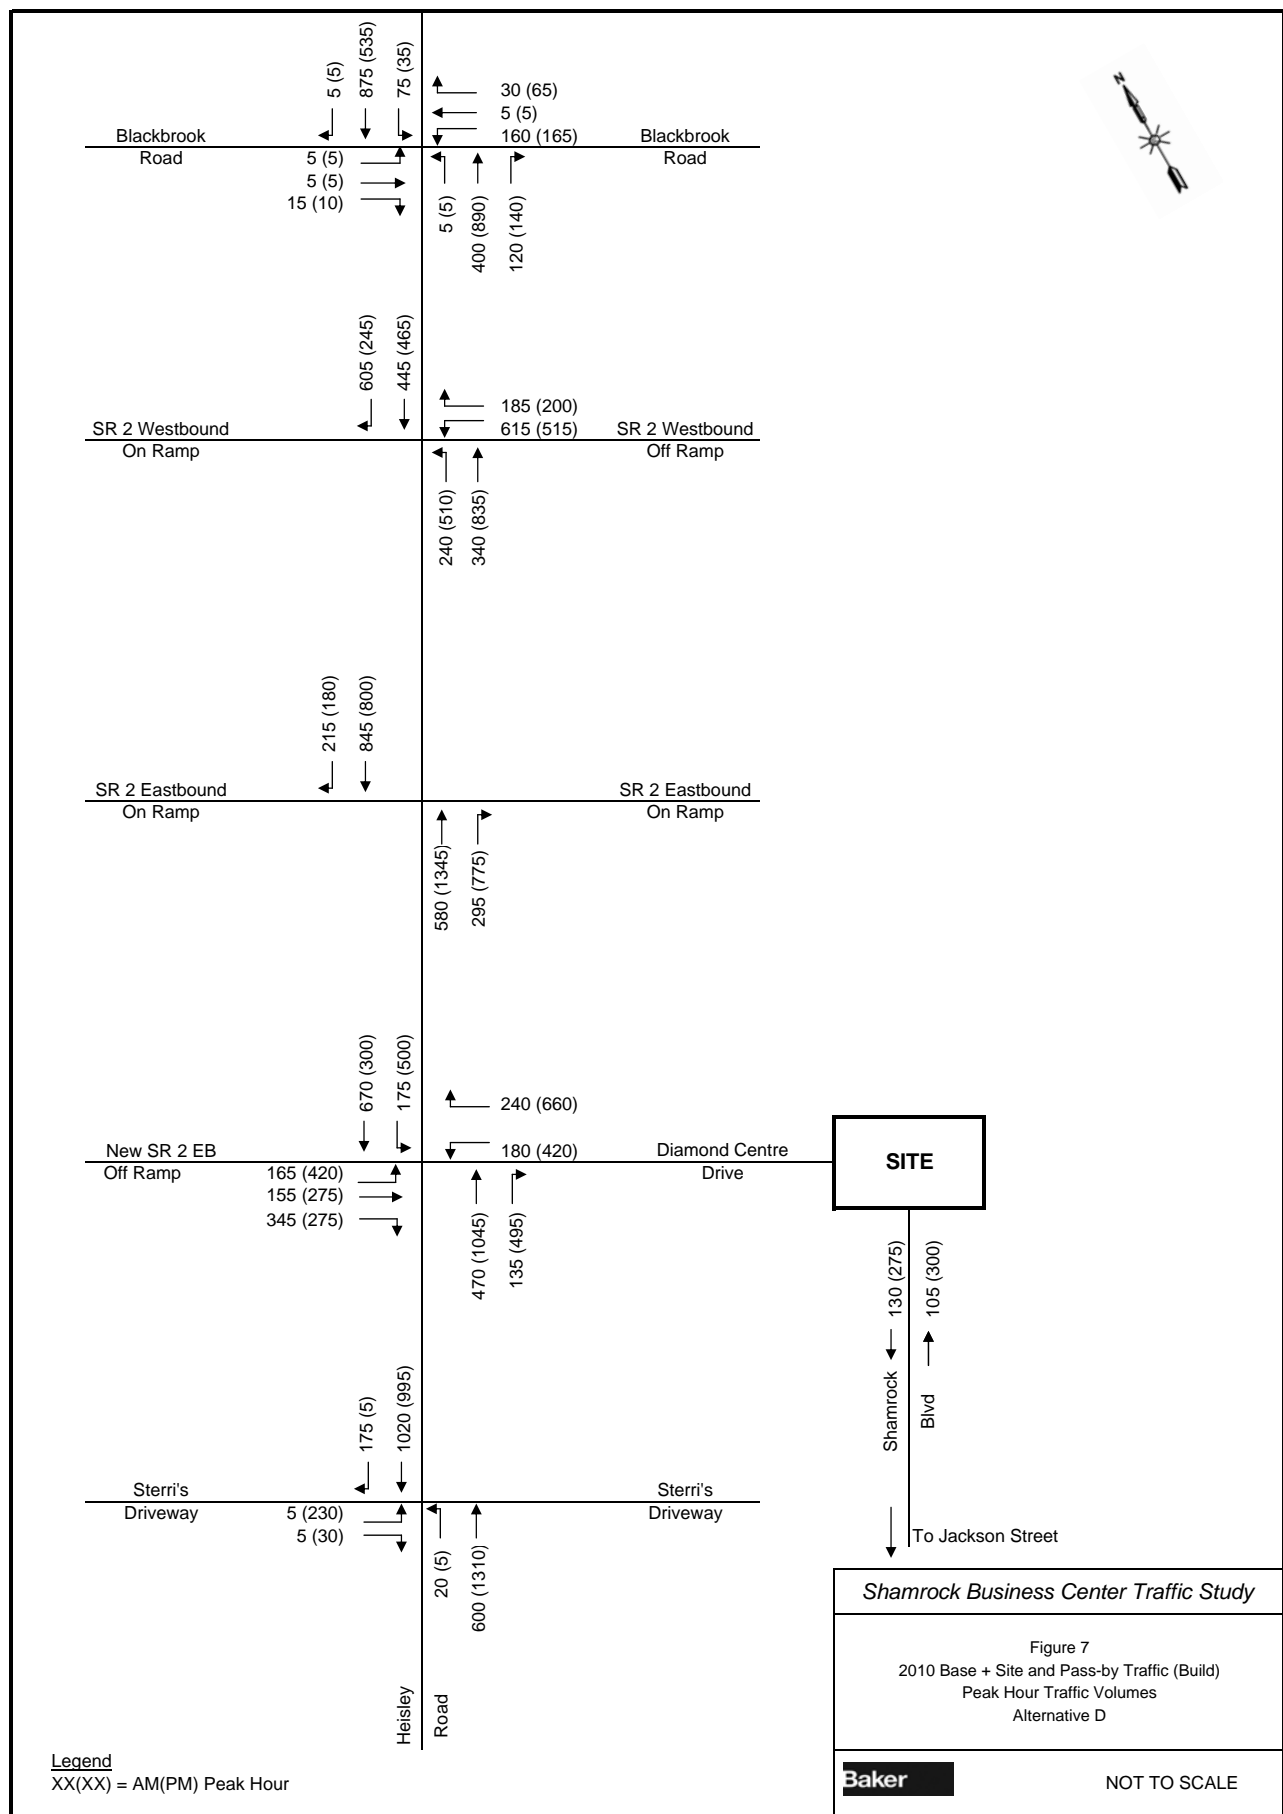 N
5 (5)
875 (535)
75 (35)
30 (65)
5 (5)
160 (165)
Blackbrook
Road
Blackbrook
Road
5 (5)
5 (5)
15 (10)
5 (5)
400 (890)
120 (140)
605 (245)
445 (465)
185 (200)
615 (515)
SR 2 Westbound
On Ramp
SR 2 Westbound
Off Ramp
240 (510)
340 (835)
215 (180)
845 (800)
SR 2 Eastbound
On Ramp
SR 2 Eastbound
On Ramp
580 (1345)
295 (775)
670 (300)
175 (500)
240 (660)
180 (420)
New SR 2 EB
Off Ramp
Diamond Centre
Drive
SITE
165 (420)
155 (275)
345 (275)
470 (1045)
135 (495)
130 (275)
105 (300)
Shamrock
Blvd
175 (5)
1020 (995)
Sterri's
Driveway
Sterri's
Driveway
5 (230)
5 (30)
20 (5)
600 (1310)
To Jackson Street
Heisley
Road
Shamrock Business Center Traffic Study
Figure 7
2010 Base + Site and Pass-by Traffic (Build)
Peak Hour Traffic Volumes
Alternative D
Legend
XX(XX) = AM(PM) Peak Hour
Baker
NOT TO SCALE